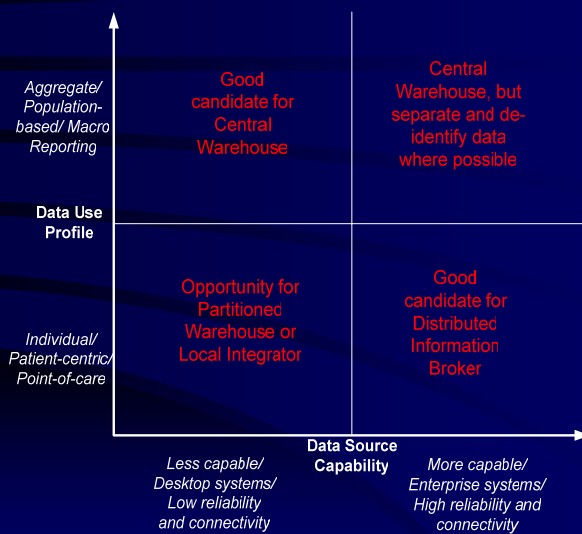 Aggregate/
Population-
based/ Macro
Reporting
Good
candidate for
Central
Warehouse
Central
Warehouse, but
separate and de-
identify data
where possible
Data Use
Profile
Individual/
Patient-centric/
Point-of-care
Opportunity for
Partitioned
Warehouse or
Local Integrator
Good
candidate for
Distributed
Information
Broker
Data Source
Capability
Less capable/
Desktop systems/
Low reliability
and connectivity
More capable/
Enterprise systems/
High reliability and
connectivity